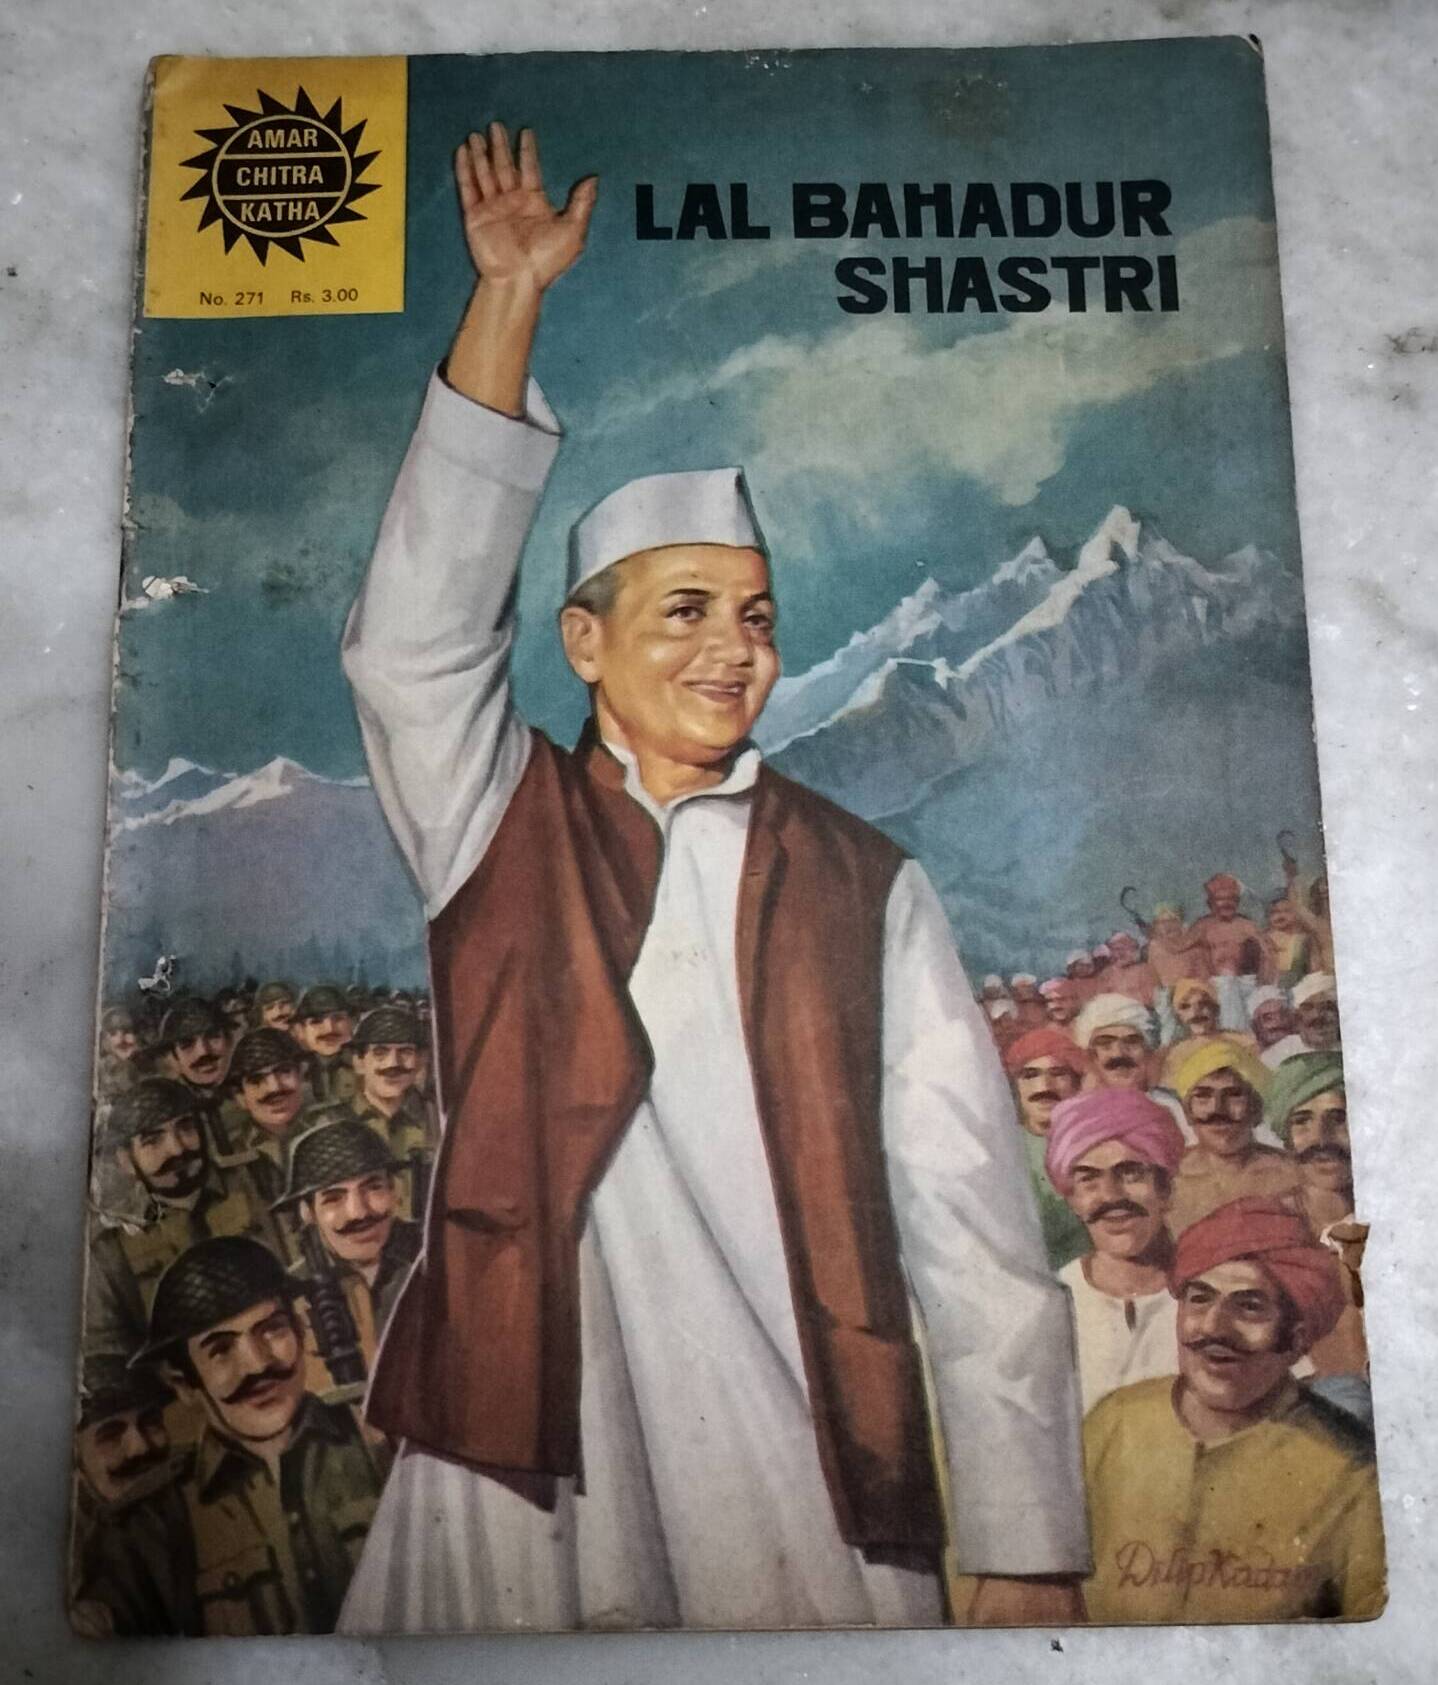 AMAR
CHITRA
KATHA
No. 271 Rs. 3.00
LAL BAHADUR
SHASTRI
Dilip Kadam